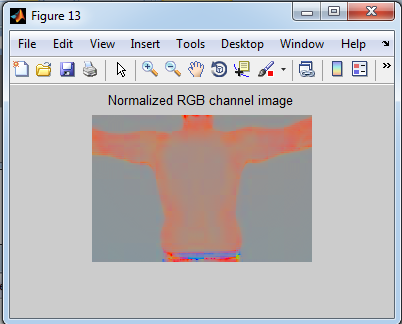 Figure 13
File Edit View Insert Tools Desktop Window Help
Normalized RGB channel image